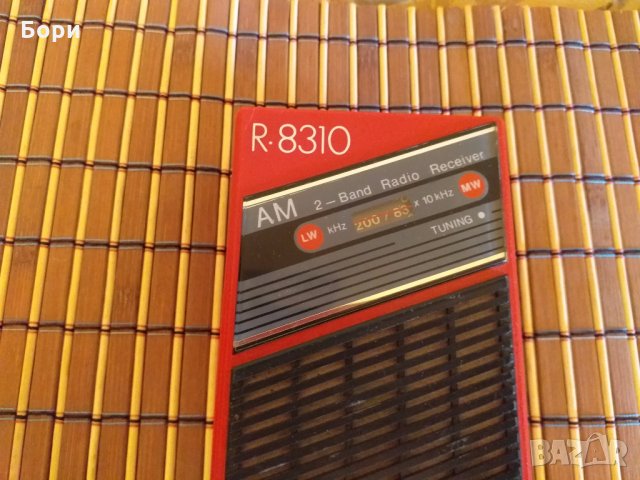 Бори
R-8310
AM 2-Band Radio Receiver
LW kHz 200 / 83 x 10 kHz MW
TUNING
BAZAR